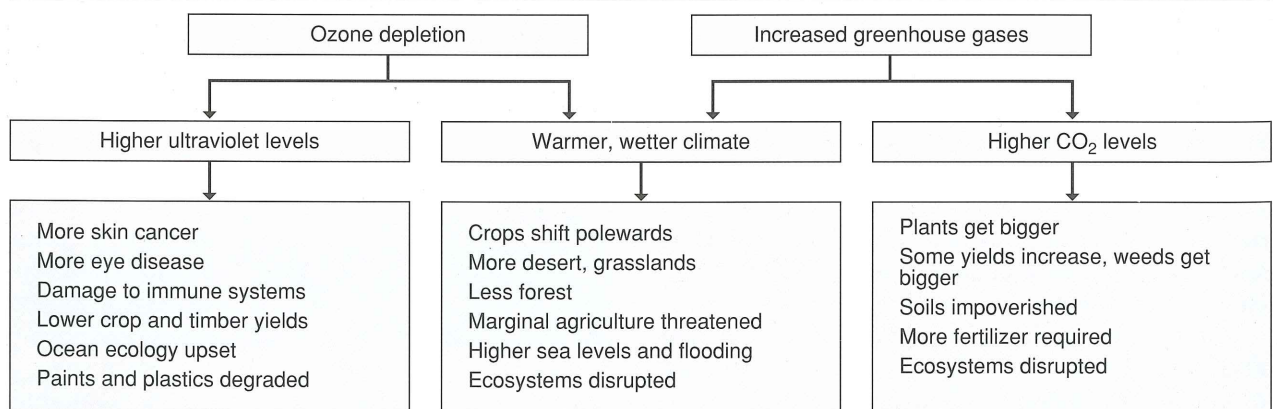 Ozone depletion
Increased greenhouse gases
Higher ultraviolet levels
Warmer, wetter climate
Higher CO₂ levels
More skin cancer
More eye disease
Damage to immune systems
Lower crop and timber yields
Ocean ecology upset
Paints and plastics degraded
Crops shift polewards
More desert, grasslands
Less forest
Marginal agriculture threatened
Higher sea levels and flooding
Ecosystems disrupted
Plants get bigger
Some yields increase, weeds get
bigger
Soils impoverished
More fertilizer required
Ecosystems disrupted